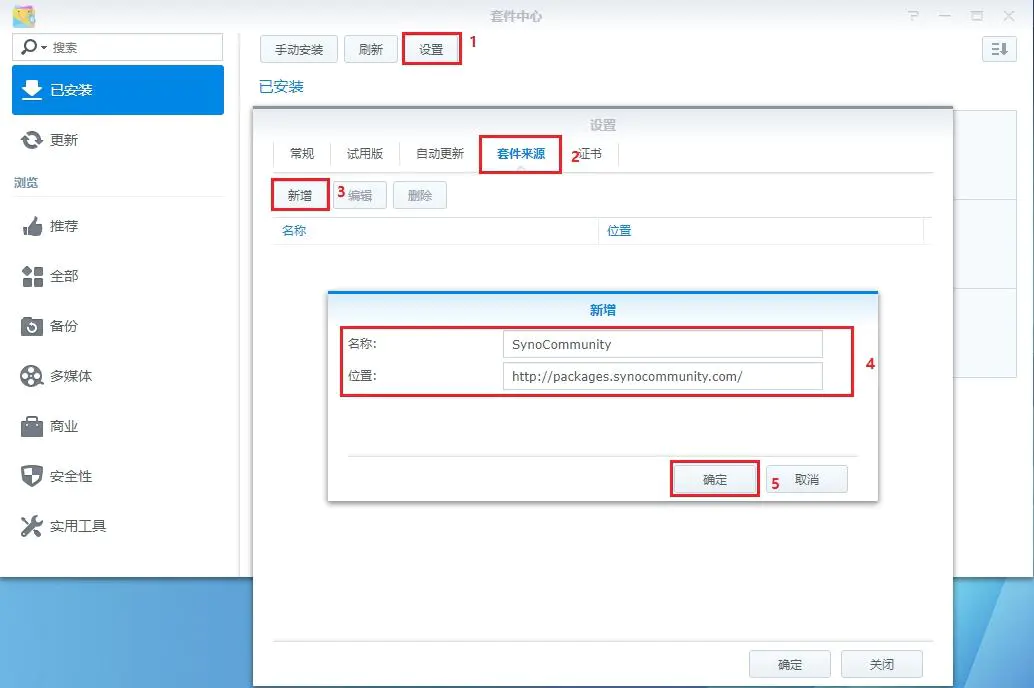 套件中心
搜索
手动安装 刷新 设置 1
已安装
已安装
更新
浏览
推荐
全部
备份
多媒体
商业
安全性
实用工具
设置
常规 试用版 自动更新 套件来源 2 证书
新增 3 编辑 删除
名称 位置
新增
名称: SynoCommunity
位置: http://packages.synocommunity.com/
4
确定 5 取消
确定 关闭